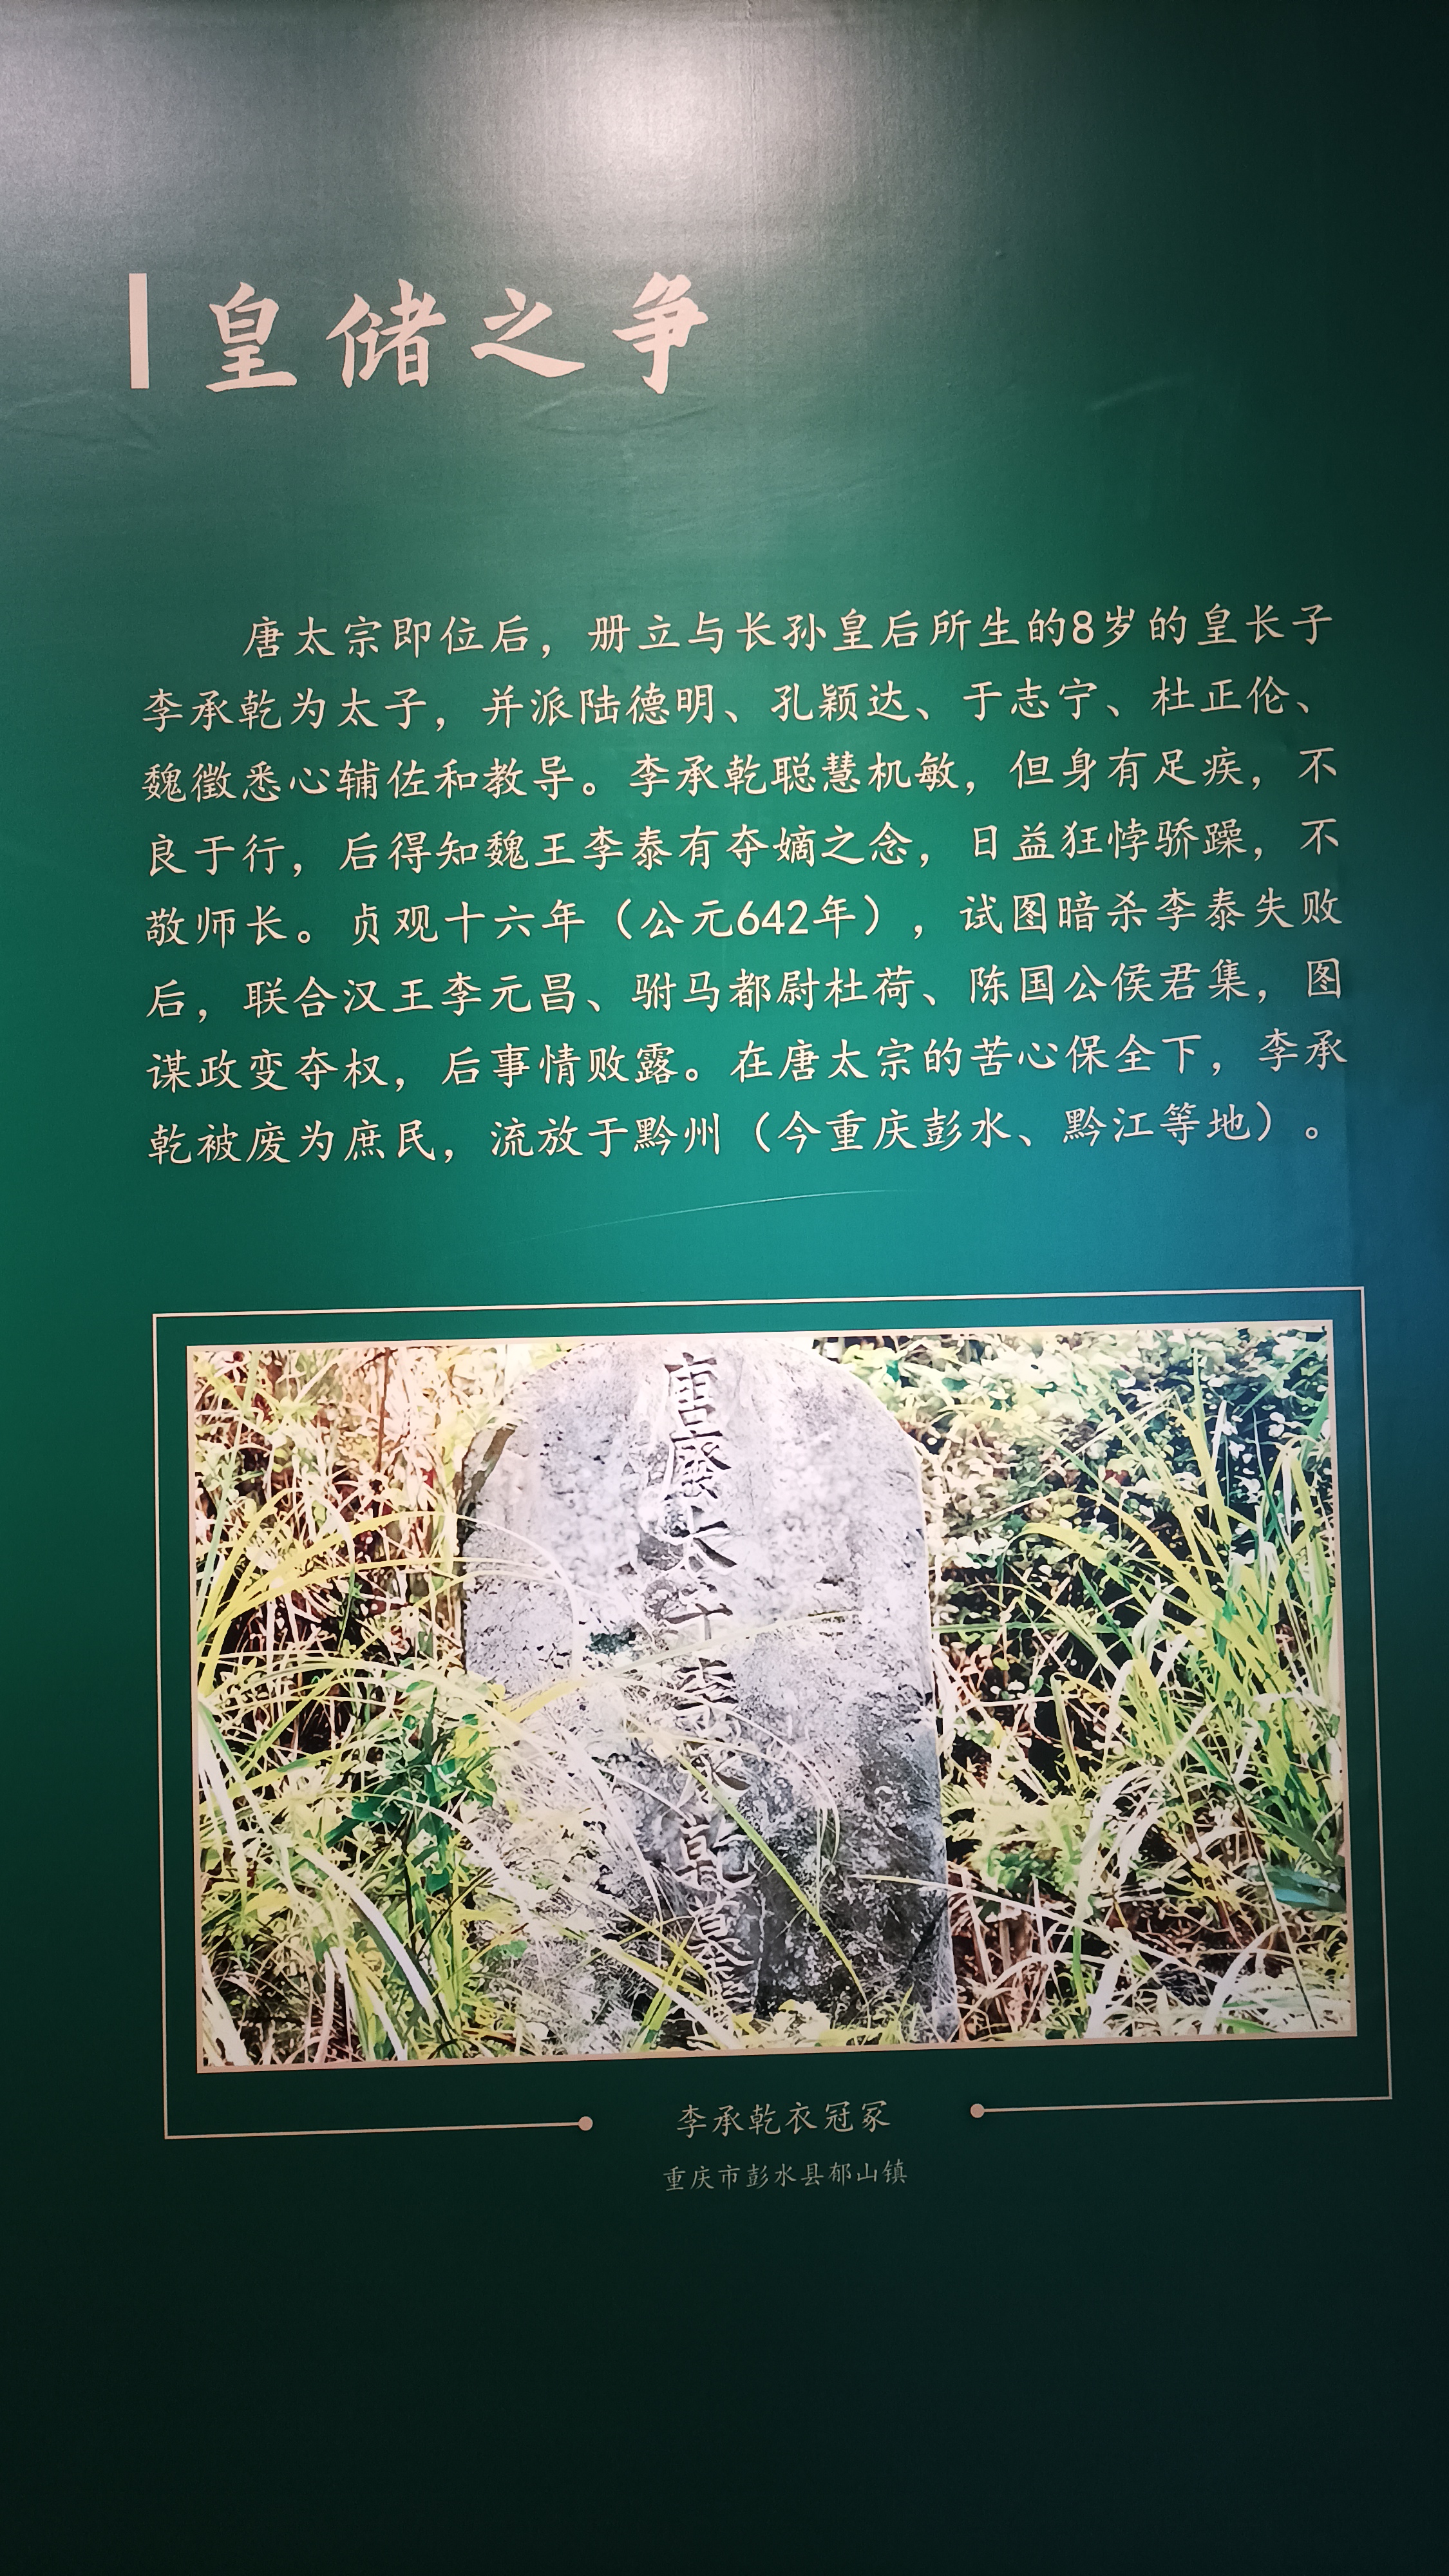 皇储之争
唐太宗即位后，册立与长孙皇后所生的8岁的皇长子
李承乾为太子，并派陆德明、孔颖达、于志宁、杜正伦、
魏徵悉心辅佐和教导。李承乾聪慧机敏，但身有足疾，不
良于行，后得知魏王李泰有夺嫡之念，日益狂悖骄躁，不
敬师长。贞观十六年（公元642年），试图暗杀李泰失败
后，联合汉王李元昌、驸马都尉杜荷、陈国公侯君集，图
谋政变夺权，后事情败露。在唐太宗的苦心保全下，李承
乾被废为庶民，流放于黔州（今重庆彭水、黔江等地）。
唐廢太子李承乾墓
李承乾衣冠冢
重庆市彭水县郁山镇